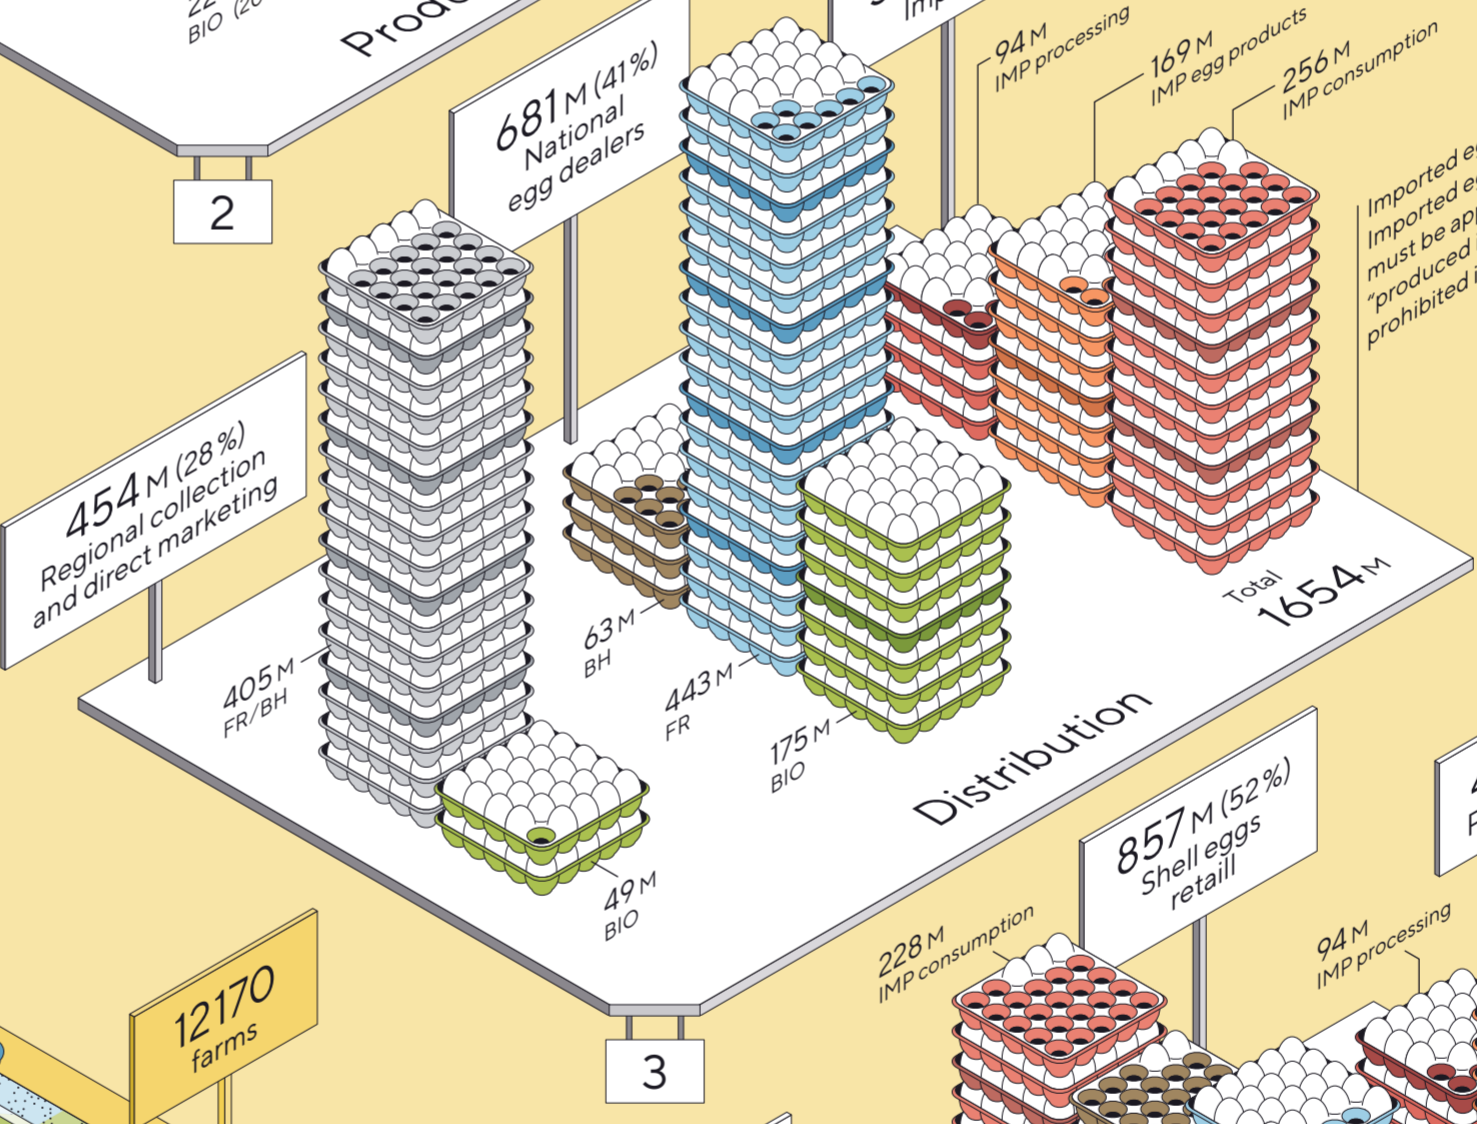 BIO
2
681 M (41%)
National
egg dealers
94 M
IMP processing
169 M
IMP egg products
256 M
IMP consumption
Imported
Imported
must be
"produced
prohibited
454 M (28%)
Regional collection
and direct marketing
405 M
FR/BH
63 M
BH
443 M
FR
175 M
BIO
49 M
BIO
Total
1654 M
Distribution
3
857 M (52%)
Shell eggs
retaill
228 M
IMP consumption
94 M
IMP processing
12170
farms